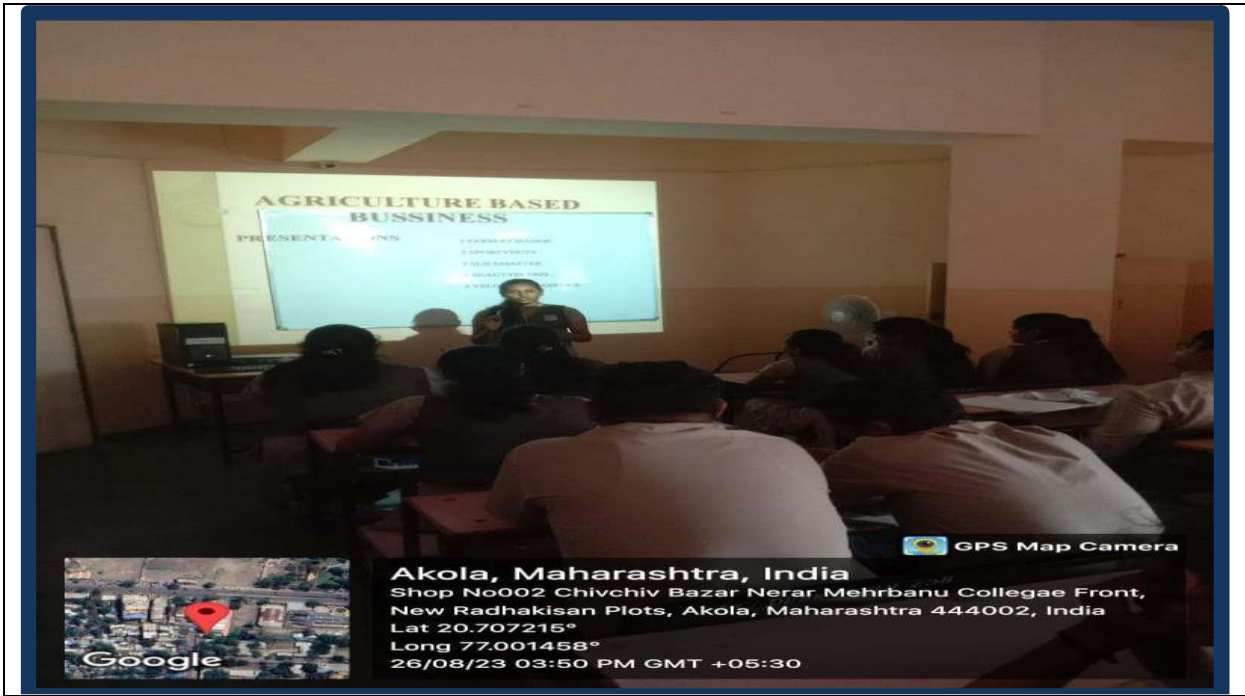 AGRICULTURE BASED
BUSSINESS
PRESENTATIONS
GPS Map Camera
Akola, Maharashtra, India
Shop No002 Chivchiv Bazar Nerar Mehrbanu Collegae Front,
New Radhakisan Plots, Akola, Maharashtra 444002, India
Lat 20.707215°
Long 77.001458°
26/08/23 03:50 PM GMT +05:30
Google